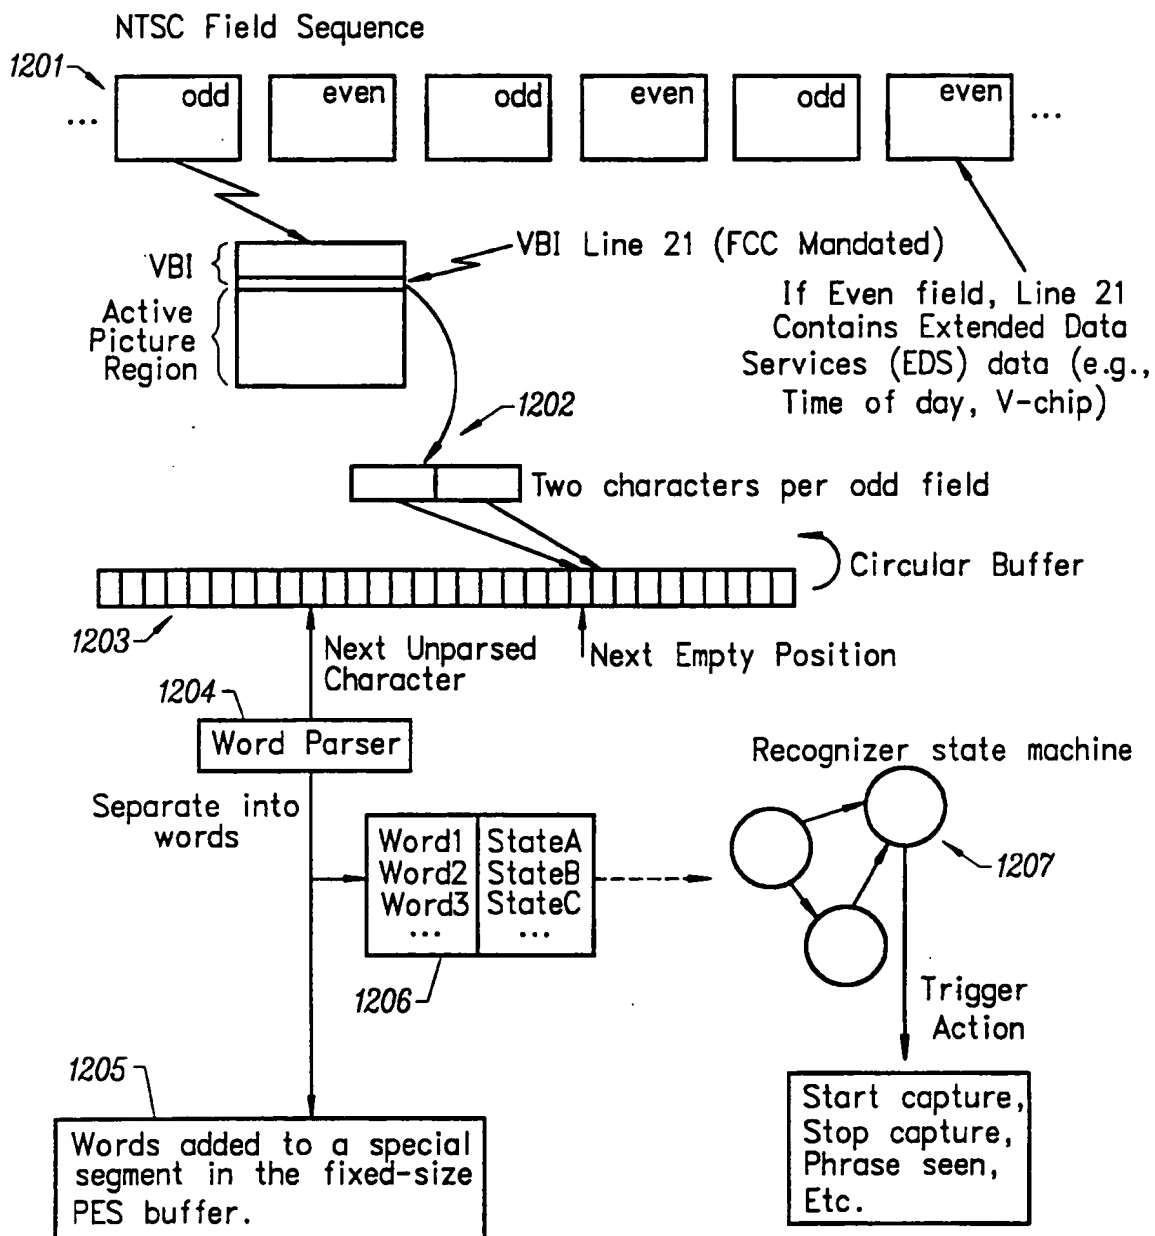 NTSC Field Sequence
1201
... odd even odd even odd even ...
VBI
VBI Line 21 (FCC Mandated)
Active
Picture
Region
If Even field, Line 21
Contains Extended Data
Services (EDS) data (e.g.,
Time of day, V-chip)
1202
Two characters per odd field
Circular Buffer
1203
Next Unparsed
Character
Next Empty Position
1204
Word Parser
Separate into
words
Word1 StateA
Word2 StateB
Word3 StateC
... ...
1206
Recognizer state machine
1207
Trigger
Action
1205
Words added to a special
segment in the fixed-size
PES buffer.
Start capture,
Stop capture,
Phrase seen,
Etc.